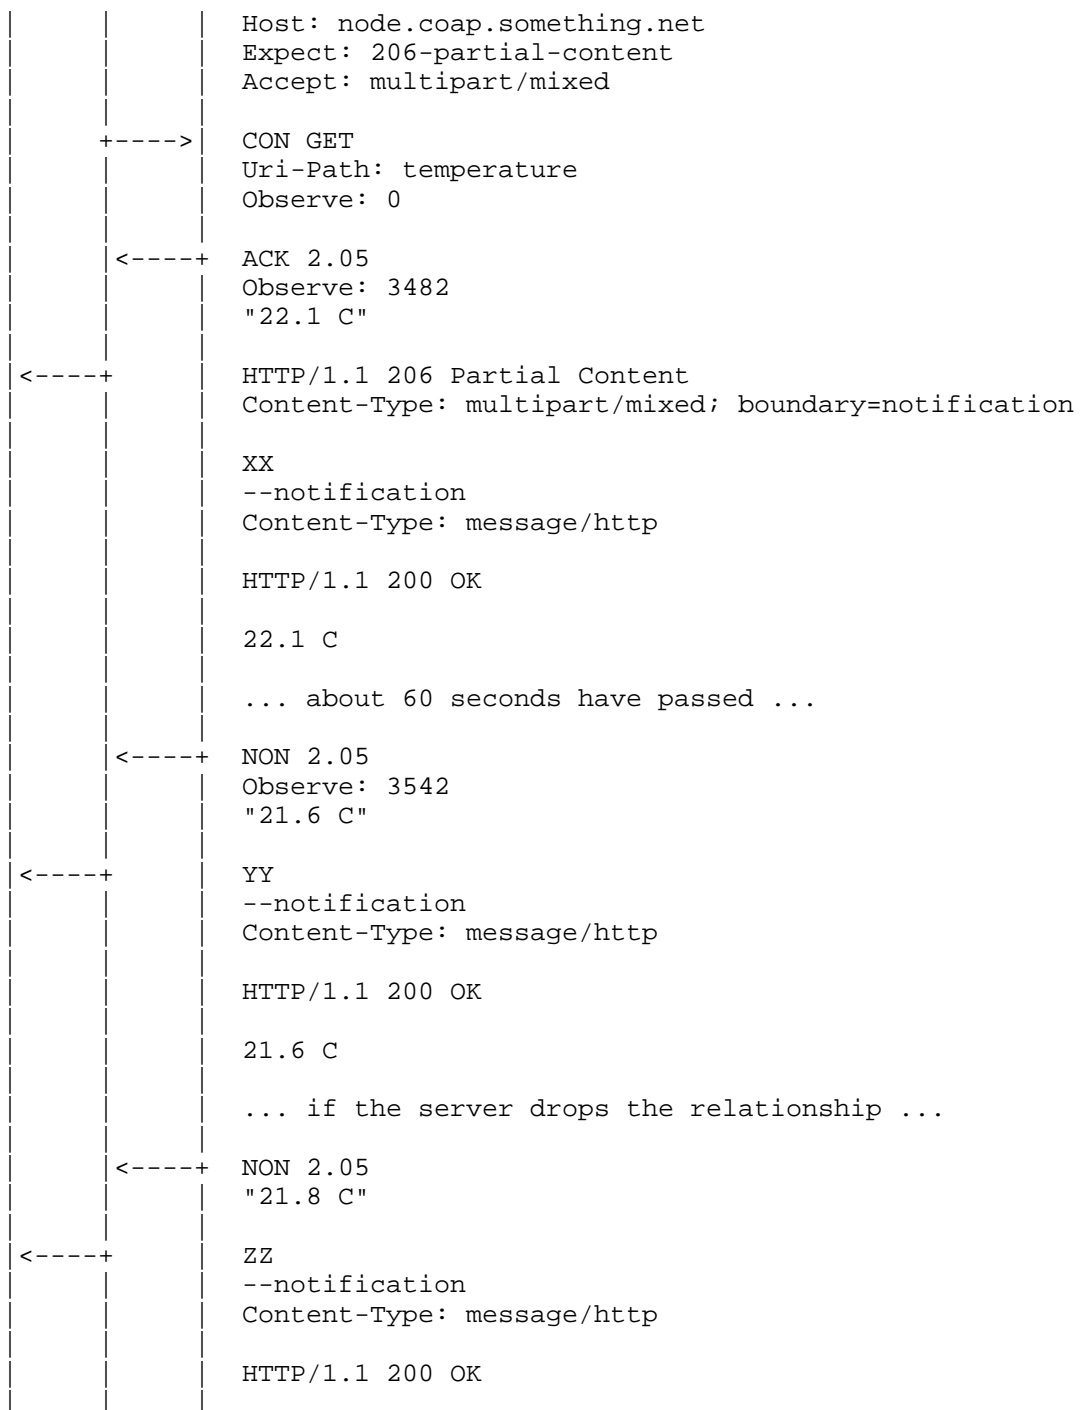 Host: node.coap.something.net
Expect: 206-partial-content
Accept: multipart/mixed
+---->| CON GET
Uri-Path: temperature
Observe: 0
|<----+ ACK 2.05
Observe: 3482
"22.1 C"
|<----+ HTTP/1.1 206 Partial Content
Content-Type: multipart/mixed; boundary=notification
XX
--notification
Content-Type: message/http
HTTP/1.1 200 OK
22.1 C
... about 60 seconds have passed ...
|<----+ NON 2.05
Observe: 3542
"21.6 C"
|<----+ YY
--notification
Content-Type: message/http
HTTP/1.1 200 OK
21.6 C
... if the server drops the relationship ...
|<----+ NON 2.05
"21.8 C"
|<----+ ZZ
--notification
Content-Type: message/http
HTTP/1.1 200 OK